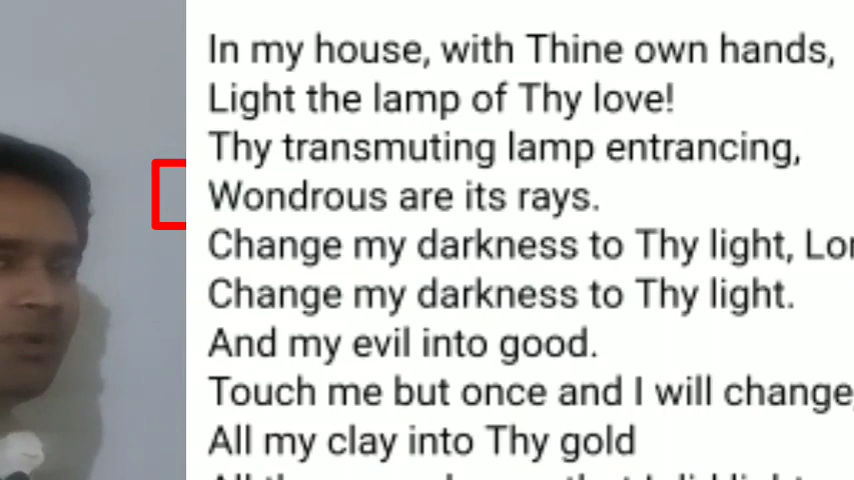 In my house, with Thine own hands,
Light the lamp of Thy love!
Thy transmuting lamp entrancing,
Wondrous are its rays.
Change my darkness to Thy light,
Change my darkness to Thy light.
And my evil into good.
Touch me but once and I will change,
All my clay into Thy gold